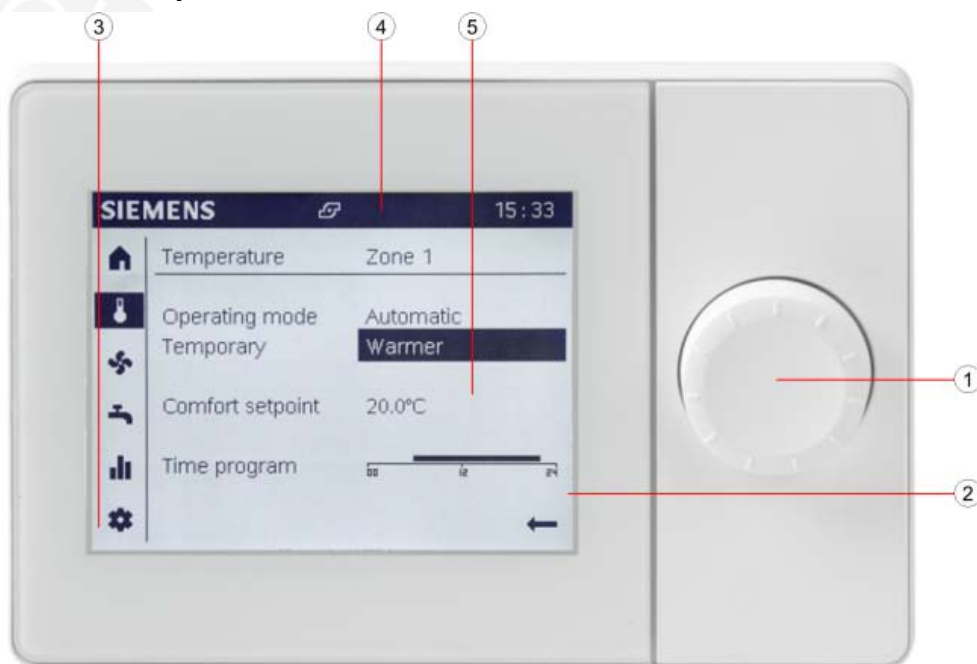 3 4 5
SIEMENS 15:33
Temperature Zone 1
Operating mode Automatic
Temporary Warmer
Comfort setpoint 20.0°C
Time program
00 12 24
1
2